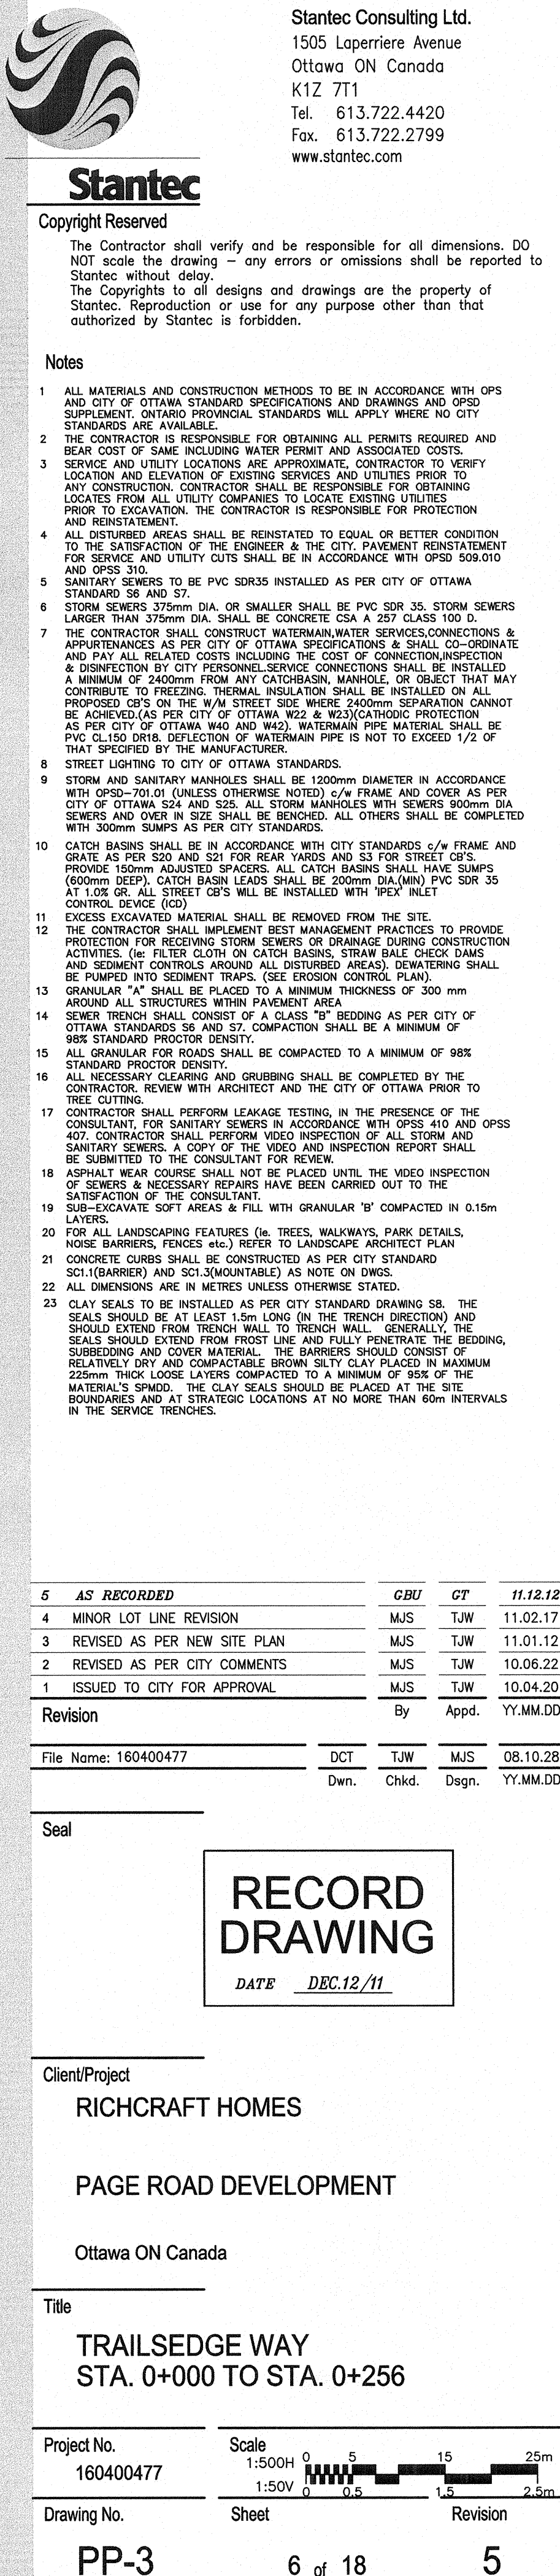 Stantec Consulting Ltd.
1505 Laperriere Avenue
Ottawa ON Canada
K1Z 7T1
Tel. 613.722.4420
Fax. 613.722.2799
www.stantec.com
Stantec
Copyright Reserved
The Contractor shall verify and be responsible for all dimensions. DO
NOT scale the drawing – any errors or omissions shall be reported to
Stantec without delay.
The Copyrights to all designs and drawings are the property of
Stantec. Reproduction or use for any purpose other than that
authorized by Stantec is forbidden.
Notes
1 ALL MATERIALS AND CONSTRUCTION METHODS TO BE IN ACCORDANCE WITH OPS
AND CITY OF OTTAWA STANDARD SPECIFICATIONS AND DRAWINGS AND OPSD
SUPPLEMENT. ONTARIO PROVINCIAL STANDARDS WILL APPLY WHERE NO CITY
STANDARDS ARE AVAILABLE.
2 THE CONTRACTOR IS RESPONSIBLE FOR OBTAINING ALL PERMITS REQUIRED AND
BEAR COST OF SAME INCLUDING WATER PERMIT AND ASSOCIATED COSTS.
3 SERVICE AND UTILITY LOCATIONS ARE APPROXIMATE, CONTRACTOR TO VERIFY
LOCATION AND ELEVATION OF EXISTING SERVICES AND UTILITIES PRIOR TO
ANY CONSTRUCTION. CONTRACTOR SHALL BE RESPONSIBLE FOR OBTAINING
LOCATES FROM ALL UTILITY COMPANIES TO LOCATE EXISTING UTILITIES
PRIOR TO EXCAVATION. THE CONTRACTOR IS RESPONSIBLE FOR PROTECTION
AND REINSTATEMENT.
4 ALL DISTURBED AREAS SHALL BE REINSTATED TO EQUAL OR BETTER CONDITION
TO THE SATISFACTION OF THE ENGINEER & THE CITY. PAVEMENT REINSTATEMENT
FOR SERVICE AND UTILITY CUTS SHALL BE IN ACCORDANCE WITH OPSD 509.010
AND OPSS 310.
5 SANITARY SEWERS TO BE PVC SDR35 INSTALLED AS PER CITY OF OTTAWA
STANDARD S6 AND S7.
6 STORM SEWERS 375mm DIA. OR SMALLER SHALL BE PVC SDR 35. STORM SEWERS
LARGER THAN 375mm DIA. SHALL BE CONCRETE CSA A 257 CLASS 100 D.
7 THE CONTRACTOR SHALL CONSTRUCT WATERMAIN,WATER SERVICES,CONNECTIONS &
APPURTENANCES AS PER CITY OF OTTAWA SPECIFICATIONS & SHALL CO-ORDINATE
AND PAY ALL RELATED COSTS INCLUDING THE COST OF CONNECTION,INSPECTION
& DISINFECTION BY CITY PERSONNEL.SERVICE CONNECTIONS SHALL BE INSTALLED
A MINIMUM OF 2400mm FROM ANY CATCHBASIN, MANHOLE, OR OBJECT THAT MAY
CONTRIBUTE TO FREEZING. THERMAL INSULATION SHALL BE INSTALLED ON ALL
PROPOSED CB'S ON THE W/M STREET SIDE WHERE 2400mm SEPARATION CANNOT
BE ACHIEVED.(AS PER CITY OF OTTAWA W22 & W23)(CATHODIC PROTECTION
AS PER CITY OF OTTAWA W40 AND W42). WATERMAIN PIPE MATERIAL SHALL BE
PVC CL.150 DR18. DEFLECTION OF WATERMAIN PIPE IS NOT TO EXCEED 1/2 OF
THAT SPECIFIED BY THE MANUFACTURER.
8 STREET LIGHTING TO CITY OF OTTAWA STANDARDS.
9 STORM AND SANITARY MANHOLES SHALL BE 1200mm DIAMETER IN ACCORDANCE
WITH OPSD-701.01 (UNLESS OTHERWISE NOTED) c/w FRAME AND COVER AS PER
CITY OF OTTAWA S24 AND S25. ALL STORM MANHOLES WITH SEWERS 900mm DIA
SEWERS AND OVER IN SIZE SHALL BE BENCHED. ALL OTHERS SHALL BE COMPLETED
WITH 300mm SUMPS AS PER CITY STANDARDS.
10 CATCH BASINS SHALL BE IN ACCORDANCE WITH CITY STANDARDS c/w FRAME AND
GRATE AS PER S20 AND S21 FOR REAR YARDS AND S3 FOR STREET CB'S.
PROVIDE 150mm ADJUSTED SPACERS. ALL CATCH BASINS SHALL HAVE SUMPS
(600mm DEEP). CATCH BASIN LEADS SHALL BE 200mm DIA.(MIN) PVC SDR 35
AT 1.0% GR. ALL STREET CB'S WILL BE INSTALLED WITH 'IPEX' INLET
CONTROL DEVICE (ICD)
11 EXCESS EXCAVATED MATERIAL SHALL BE REMOVED FROM THE SITE.
12 THE CONTRACTOR SHALL IMPLEMENT BEST MANAGEMENT PRACTICES TO PROVIDE
PROTECTION FOR RECEIVING STORM SEWERS OR DRAINAGE DURING CONSTRUCTION
ACTIVITIES. (ie: FILTER CLOTH ON CATCH BASINS, STRAW BALE CHECK DAMS
AND SEDIMENT CONTROLS AROUND ALL DISTURBED AREAS). DEWATERING SHALL
BE PUMPED INTO SEDIMENT TRAPS. (SEE EROSION CONTROL PLAN).
13 GRANULAR "A" SHALL BE PLACED TO A MINIMUM THICKNESS OF 300 mm
AROUND ALL STRUCTURES WITHIN PAVEMENT AREA
14 SEWER TRENCH SHALL CONSIST OF A CLASS "B" BEDDING AS PER CITY OF
OTTAWA STANDARDS S6 AND S7. COMPACTION SHALL BE A MINIMUM OF
98% STANDARD PROCTOR DENSITY.
15 ALL GRANULAR FOR ROADS SHALL BE COMPACTED TO A MINIMUM OF 98%
STANDARD PROCTOR DENSITY.
16 ALL NECESSARY CLEARING AND GRUBBING SHALL BE COMPLETED BY THE
CONTRACTOR. REVIEW WITH ARCHITECT AND THE CITY OF OTTAWA PRIOR TO
TREE CUTTING.
17 CONTRACTOR SHALL PERFORM LEAKAGE TESTING, IN THE PRESENCE OF THE
CONSULTANT, FOR SANITARY SEWERS IN ACCORDANCE WITH OPSS 410 AND OPSS
407. CONTRACTOR SHALL PERFORM VIDEO INSPECTION OF ALL STORM AND
SANITARY SEWERS. A COPY OF THE VIDEO AND INSPECTION REPORT SHALL
BE SUBMITTED TO THE CONSULTANT FOR REVIEW.
18 ASPHALT WEAR COURSE SHALL NOT BE PLACED UNTIL THE VIDEO INSPECTION
OF SEWERS & NECESSARY REPAIRS HAVE BEEN CARRIED OUT TO THE
SATISFACTION OF THE CONSULTANT.
19 SUB-EXCAVATE SOFT AREAS & FILL WITH GRANULAR 'B' COMPACTED IN 0.15m
LAYERS.
20 FOR ALL LANDSCAPING FEATURES (ie. TREES, WALKWAYS, PARK DETAILS,
NOISE BARRIERS, FENCES etc.) REFER TO LANDSCAPE ARCHITECT PLAN
21 CONCRETE CURBS SHALL BE CONSTRUCTED AS PER CITY STANDARD
SC1.1(BARRIER) AND SC1.3(MOUNTABLE) AS NOTE ON DWGS.
22 ALL DIMENSIONS ARE IN METRES UNLESS OTHERWISE STATED.
23 CLAY SEALS TO BE INSTALLED AS PER CITY STANDARD DRAWING S8. THE
SEALS SHOULD BE AT LEAST 1.5m LONG (IN THE TRENCH DIRECTION) AND
SHOULD EXTEND FROM TRENCH WALL TO TRENCH WALL. GENERALLY, THE
SEALS SHOULD EXTEND FROM FROST LINE AND FULLY PENETRATE THE BEDDING,
SUBBEDDING AND COVER MATERIAL. THE BARRIERS SHOULD CONSIST OF
RELATIVELY DRY AND COMPACTABLE BROWN SILTY CLAY PLACED IN MAXIMUM
225mm THICK LOOSE LAYERS COMPACTED TO A MINIMUM OF 95% OF THE
MATERIAL'S SPMDD. THE CLAY SEALS SHOULD BE PLACED AT THE SITE
BOUNDARIES AND AT STRATEGIC LOCATIONS AT NO MORE THAN 60m INTERVALS
IN THE SERVICE TRENCHES.
5 AS RECORDED GBU GT 11.12.12
4 MINOR LOT LINE REVISION MJS TJW 11.02.17
3 REVISED AS PER NEW SITE PLAN MJS TJW 11.01.12
2 REVISED AS PER CITY COMMENTS MJS TJW 10.06.22
1 ISSUED TO CITY FOR APPROVAL MJS TJW 10.04.20
Revision By Appd. YY.MM.DD
File Name: 160400477 DCT TJW MJS 08.10.28
Dwn. Chkd. Dsgn. YY.MM.DD
Seal
RECORD
DRAWING
DATE DEC.12/11
Client/Project
RICHCRAFT HOMES
PAGE ROAD DEVELOPMENT
Ottawa ON Canada
Title
TRAILSEDGE WAY
STA. 0+000 TO STA. 0+256
Project No. Scale
160400477
1:500H 0 5 15 25m
1:50V 0 0.5 1.5 2.5m
Drawing No. Sheet Revision
PP-3 6 of 18 5